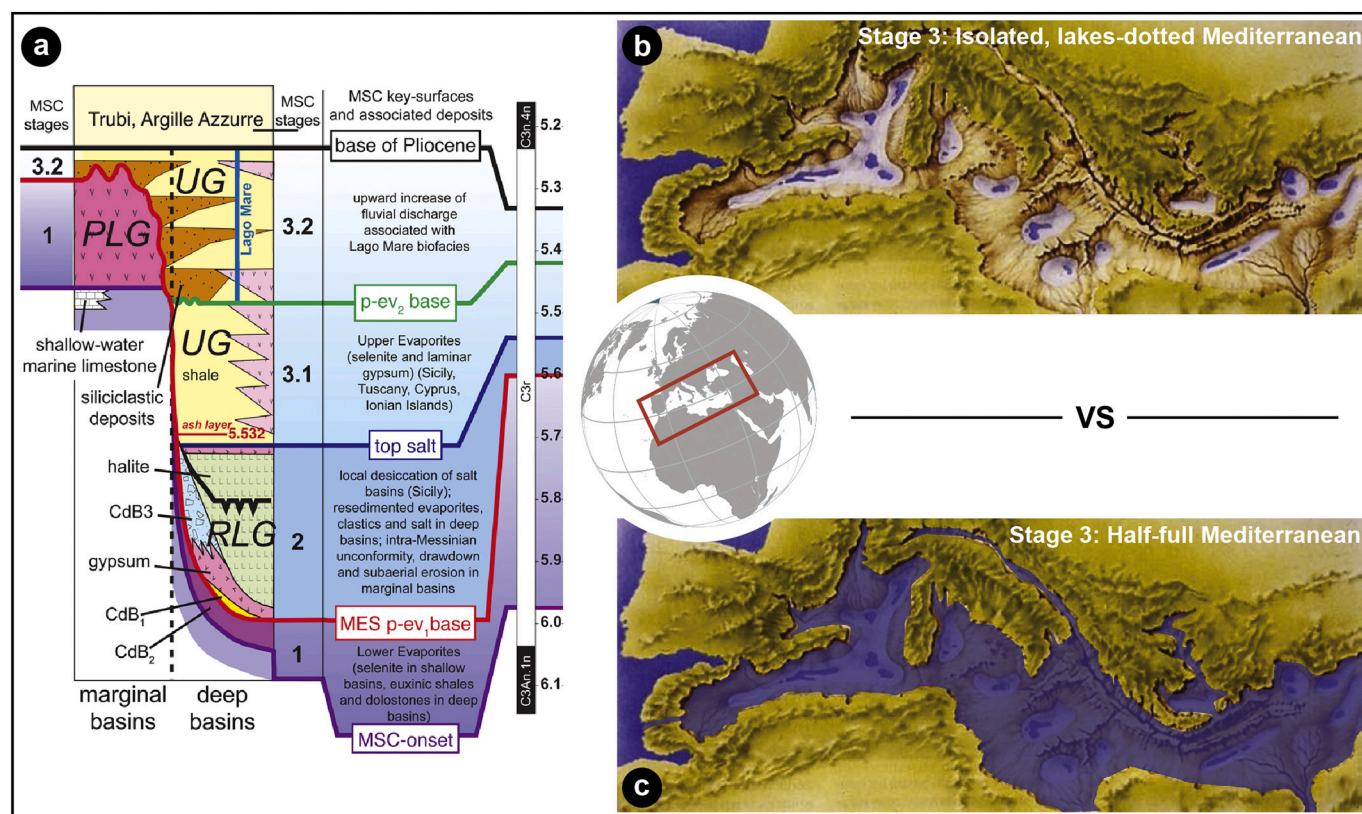 a
MSC
stages
Trubi, Argille Azzurre
MSC
stages
MSC key-surfaces
and associated deposits
3.2
1
PLG
UG
Lago Mare
3.2
base of Pliocene
upward increase of
fluvial discharge
associated with
Lago Mare biofacies
p-ev2 base
shallow-water
marine limestone
siliciclastic
deposits
UG
shale
3.1
Upper Evaporites
(selenite and laminar
gypsum) (Sicily,
Tuscany, Cyprus,
Ionian Islands)
ash layer
5.532
top salt
halite
CdB3
RLG
gypsum
CdB1
CdB2
2
local desiccation of salt
basins (Sicily);
resedimented evaporites,
clastics and salt in deep
basins; intra-Messinian
unconformity, drawdown
and subaerial erosion in
marginal basins
MES p-ev1base
1
Lower Evaporites
(selenite in shallow
basins, euxinic shales
and dolostones in deep
basins)
MSC-onset
marginal
basins
deep
basins
C3n.4n
C3r
C3An.1n
5.2
5.3
5.4
5.5
5.6
5.7
5.8
5.9
6.0
6.1
b
Stage 3: Isolated, lakes-dotted Mediterranean
VS
Stage 3: Half-full Mediterranean
c